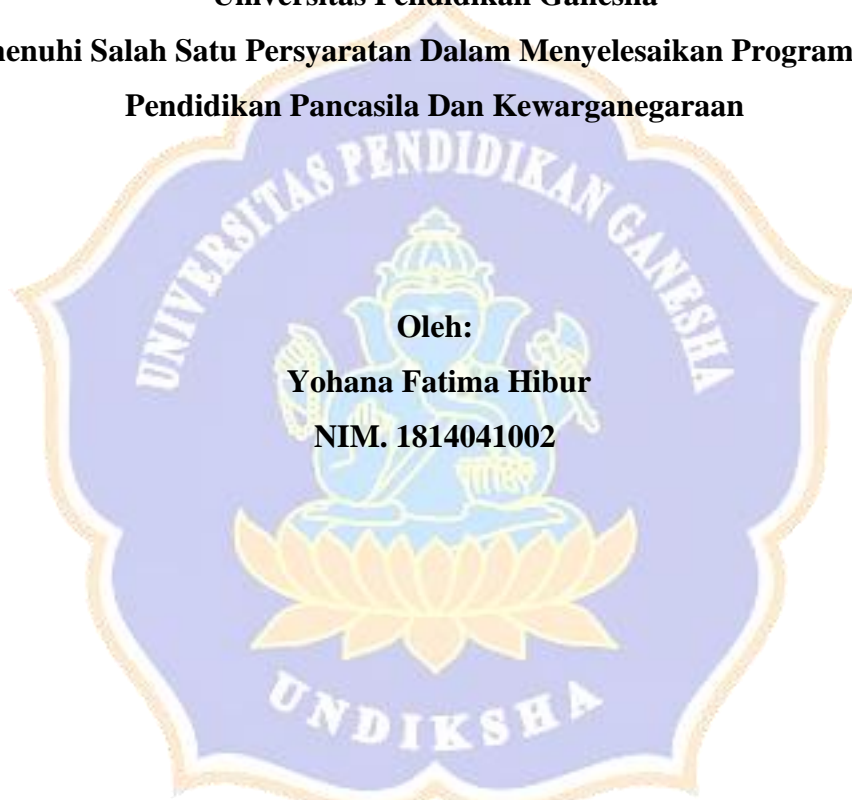 Universitas Pendidikan Ganesha
enuhi Salah Satu Persyaratan Dalam Menyelesaikan Program
Pendidikan Pancasila Dan Kewarganegaraan
UNIVERSITAS PENDIDIKAN GANESHA
Oleh:
Yohana Fatima Hibur
NIM. 1814041002
UNDIKSHA